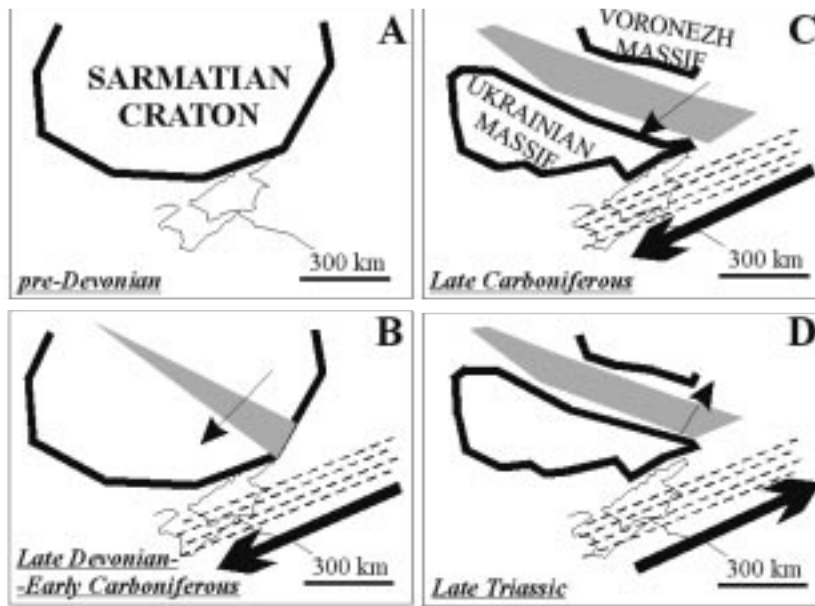 A
SARMATIAN
CRATON
300 km
pre-Devonian
B
Late Devonian-
-Early Carboniferous
300 km
C
VORONEZH
MASSIF
UKRAINIAN
MASSIF
300 km
Late Carboniferous
D
300 km
Late Triassic